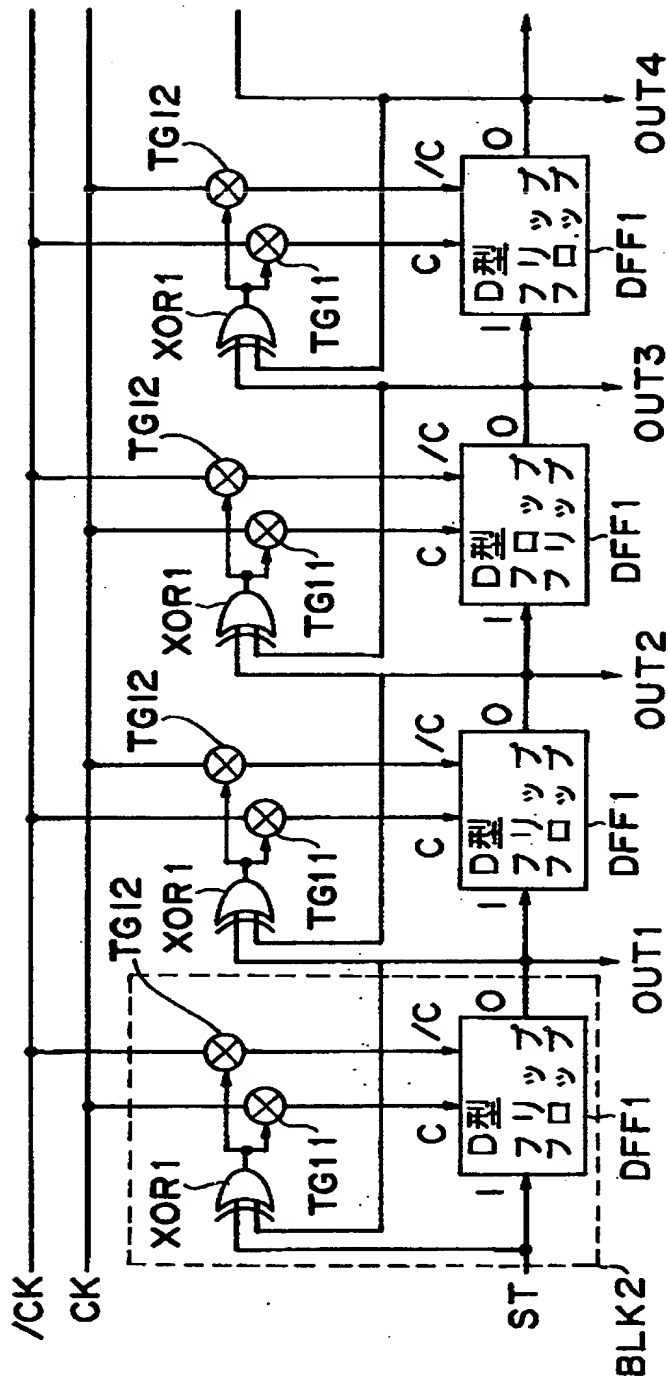 /CK
CK
TG12
TG12
TG12
TG12
XOR1
XOR1
XOR1
XOR1
TG11
TG11
TG11
TG11
C
/C
C
/C
C
/C
C
/C
I
O
I
O
I
O
I
O
D型
フリップ
フロップ
D型
フリップ
フロップ
D型
フロップ
フリップ
D型
フリップ
フロップ
ST
BLK2
DFF1
OUT1
DFF1
OUT2
DFF1
OUT3
DFF1
OUT4